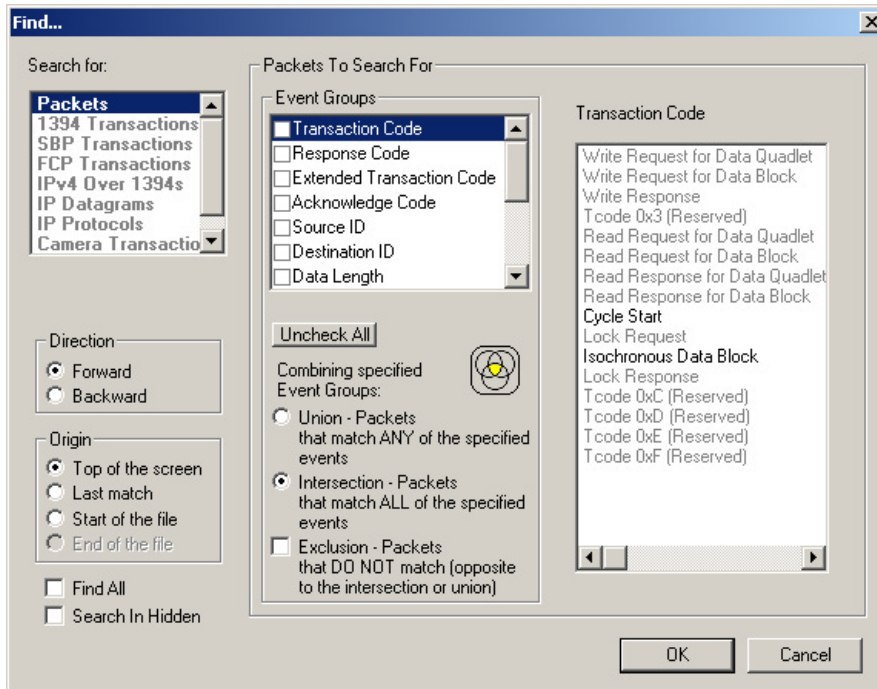 Find...
Search for:
Packets
1394 Transactions
SBP Transactions
FCP Transactions
IPv4 Over 1394s
IP Datagrams
IP Protocols
Camera Transactio
Direction
Forward
Backward
Origin
Top of the screen
Last match
Start of the file
End of the file
Find All
Search In Hidden
Packets To Search For
Event Groups
Transaction Code
Response Code
Extended Transaction Code
Acknowledge Code
Source ID
Destination ID
Data Length
Uncheck All
Combining specified
Event Groups:
Union - Packets
that match ANY of the specified
events
Intersection - Packets
that match ALL of the specified
events
Exclusion - Packets
that DO NOT match (opposite
to the intersection or union)
Transaction Code
Write Request for Data Quadlet
Write Request for Data Block
Write Response
Tcode 0x3 (Reserved)
Read Request for Data Quadlet
Read Request for Data Block
Read Response for Data Quadlet
Read Response for Data Block
Cycle Start
Lock Request
Isochronous Data Block
Lock Response
Tcode 0xC (Reserved)
Tcode 0xD (Reserved)
Tcode 0xE (Reserved)
Tcode 0xF (Reserved)
OK
Cancel